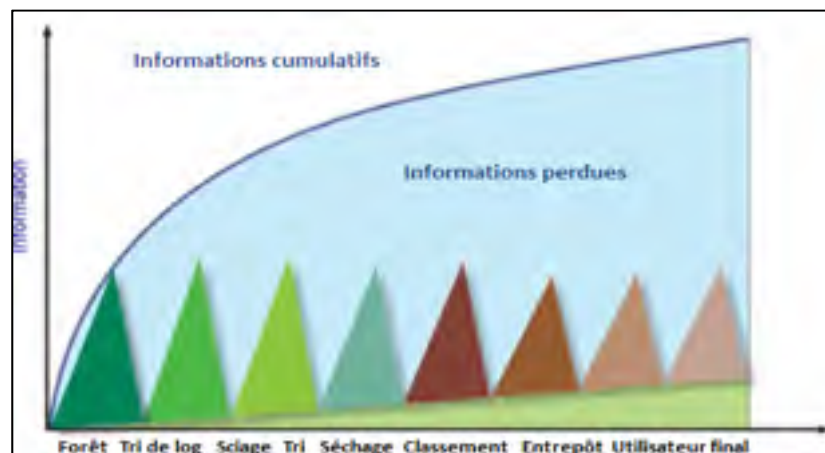 Informations cumulatifs
Informations perdues
Information
Forêt Tri de log Sciage Tri Séchage Classement Entrepôt Utilisateur final